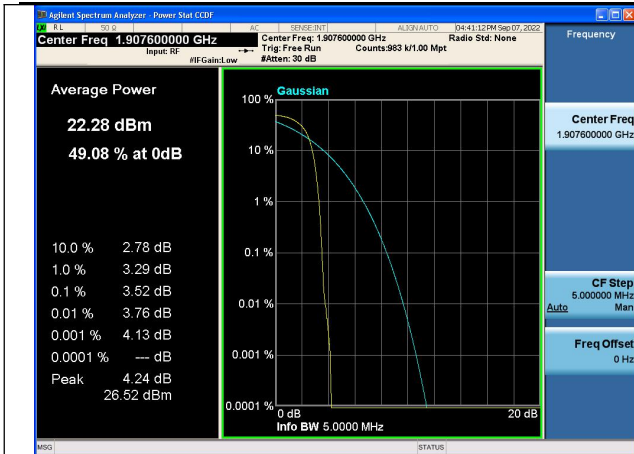 Agilent Spectrum Analyzer - Power Stat CCDF
RL 50 Ω AC SENSE:INT ALIGN AUTO 04:41:12 PM Sep 07, 2022
Center Freq 1.907600000 GHz
Input: RF
#IFGain:Low
Center Freq: 1.907600000 GHz
Trig: Free Run Counts:983 k/1.00 Mpt
#Atten: 30 dB
Radio Std: None
Frequency
Average Power
22.28 dBm
49.08 % at 0dB
10.0 % 2.78 dB
1.0 % 3.29 dB
0.1 % 3.52 dB
0.01 % 3.76 dB
0.001 % 4.13 dB
0.0001 % --- dB
Peak 4.24 dB
26.52 dBm
Gaussian
100 %
10 %
1 %
0.1 %
0.01 %
0.001 %
0.0001 %
0 dB 20 dB
Info BW 5.0000 MHz
Center Freq
1.907600000 GHz
CF Step
5.000000 MHz
Auto Man
Freq Offset
0 Hz
MSG STATUS